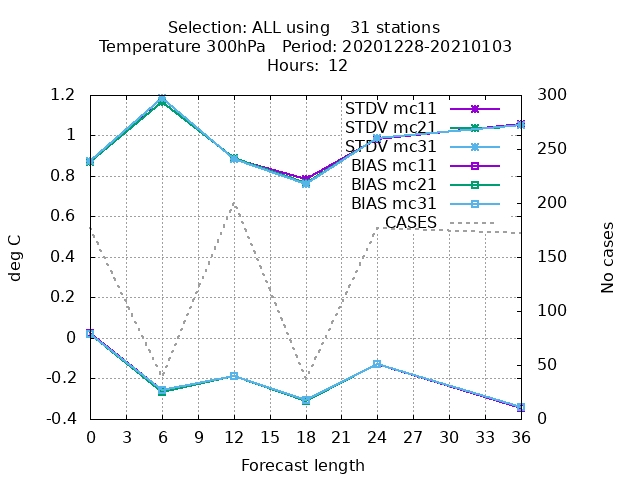 Selection: ALL using 31 stations
Temperature 300hPa Period: 20201228-20210103
Hours: 12
1.2
1
0.8
0.6
0.4
0.2
0
-0.2
-0.4
deg C
STDV mc11
STDV mc21
STDV mc31
BIAS mc11
BIAS mc21
BIAS mc31
CASES
300
250
200
150
100
50
0
No cases
0 3 6 9 12 15 18 21 24 27 30 33 36
Forecast length